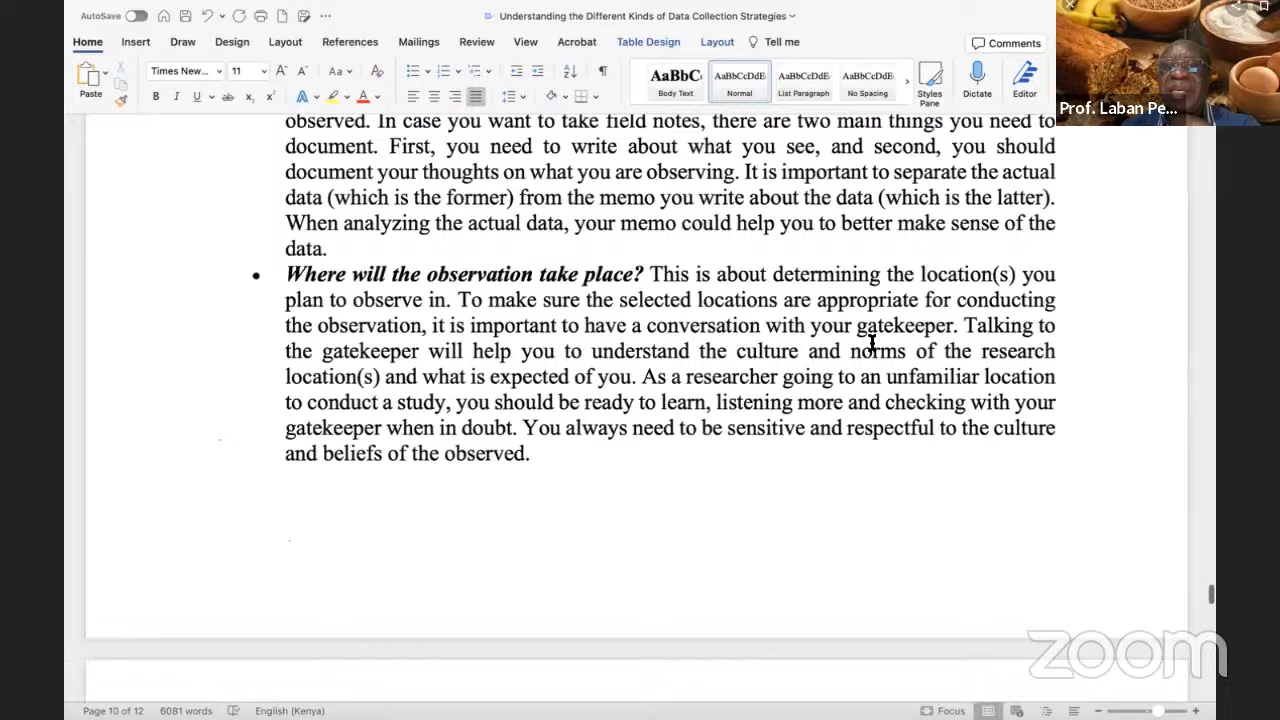 AutoSave
Understanding the Different Kinds of Data Collection Strategies
Home Insert Draw Design Layout References Mailings Review View Acrobat Table Design Layout Tell me
Comments
Paste
Times New... 11
Aa
B I U ab x₂ x²
A A
AaBbC
Body Text
AaBbCcDdE
Normal
AaBbCcDdE
List Paragraph
AaBbCcDdE
No Spacing
Styles Pane
Dictate
Editor
Prof. Laban Pe...
observed. In case you want to take field notes, there are two main things you need to
document. First, you need to write about what you see, and second, you should
document your thoughts on what you are observing. It is important to separate the actual
data (which is the former) from the memo you write about the data (which is the latter).
When analyzing the actual data, your memo could help you to better make sense of the
data.
• Where will the observation take place? This is about determining the location(s) you
plan to observe in. To make sure the selected locations are appropriate for conducting
the observation, it is important to have a conversation with your gatekeeper. Talking to
the gatekeeper will help you to understand the culture and norms of the research
location(s) and what is expected of you. As a researcher going to an unfamiliar location
to conduct a study, you should be ready to learn, listening more and checking with your
gatekeeper when in doubt. You always need to be sensitive and respectful to the culture
and beliefs of the observed.
zoom
Page 10 of 12 6081 words English (Kenya) Focus